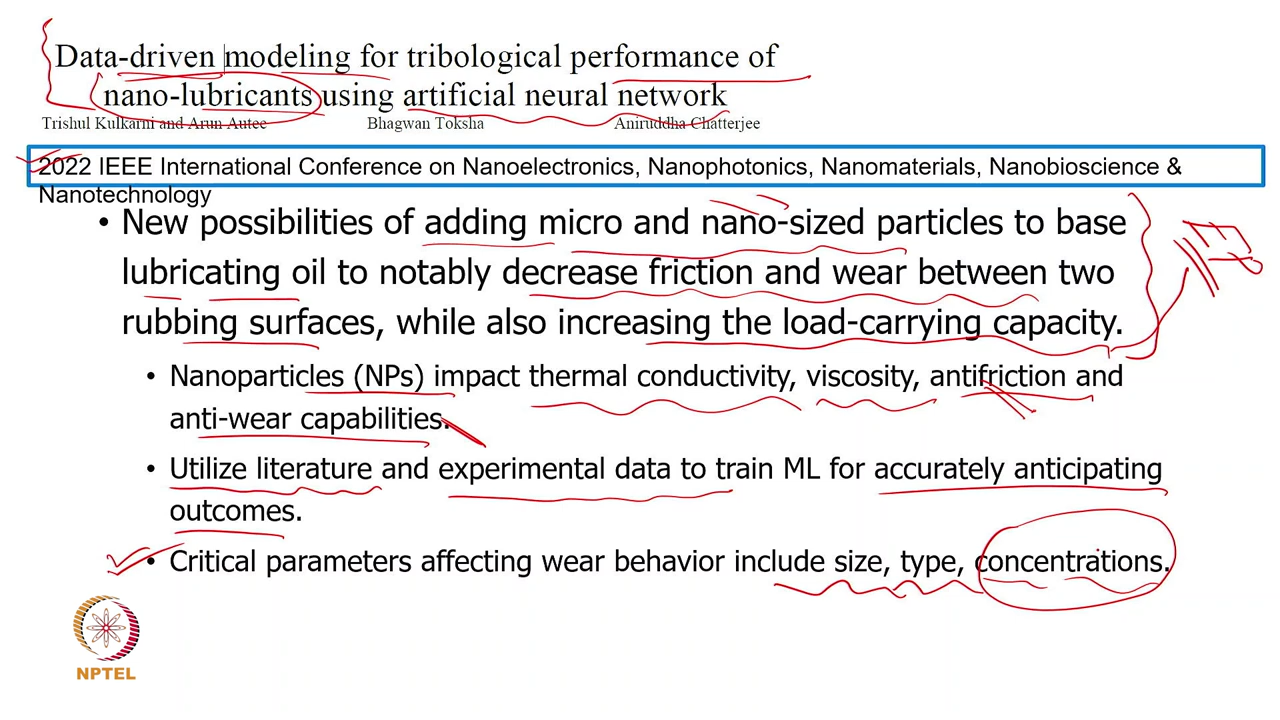 Data-driven modeling for tribological performance of
nano-lubricants using artificial neural network
Trishul Kulkarni and Arun Autee Bhagwan Toksha Aniruddha Chatterjee
2022 IEEE International Conference on Nanoelectronics, Nanophotonics, Nanomaterials, Nanobioscience &
Nanotechnology
• New possibilities of adding micro and nano-sized particles to base
lubricating oil to notably decrease friction and wear between two
rubbing surfaces, while also increasing the load-carrying capacity.
• Nanoparticles (NPs) impact thermal conductivity, viscosity, antifriction and
anti-wear capabilities.
• Utilize literature and experimental data to train ML for accurately anticipating
outcomes.
• Critical parameters affecting wear behavior include size, type, concentrations.
NPTEL